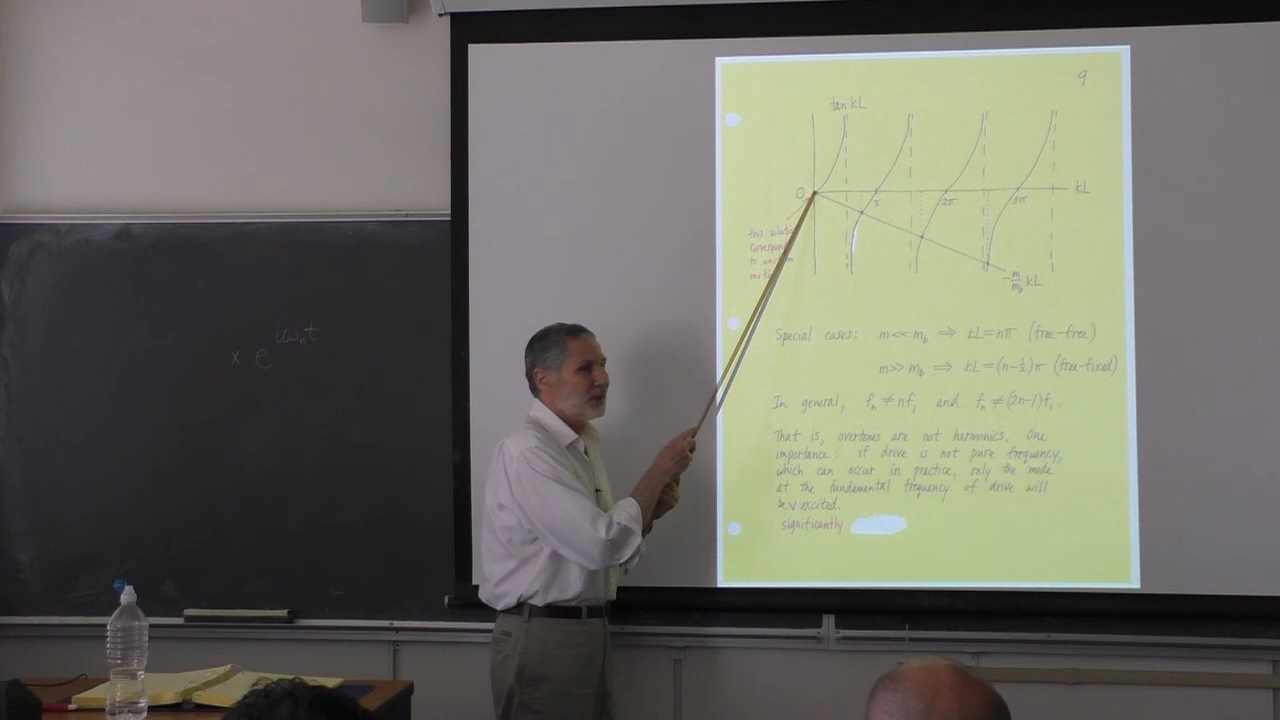 9
tan kL
0
π
2π
3π
kL
this
to
-m/m_b kL
Special cases: m << m_b ⟹ kL = nπ (free-free)
m >> m_b ⟹ kL = (n-½)π (free-fixed)
In general, f_n ≠ nf_1 and f_n ≠ (2n-1)f_1.
That is, overtones are not harmonics. One
importance: if drive is not pure frequency,
which can occur in practice, only the mode
at the fundamental frequency of drive will
be ∨ excited.
significantly
x e^{iω_n t}